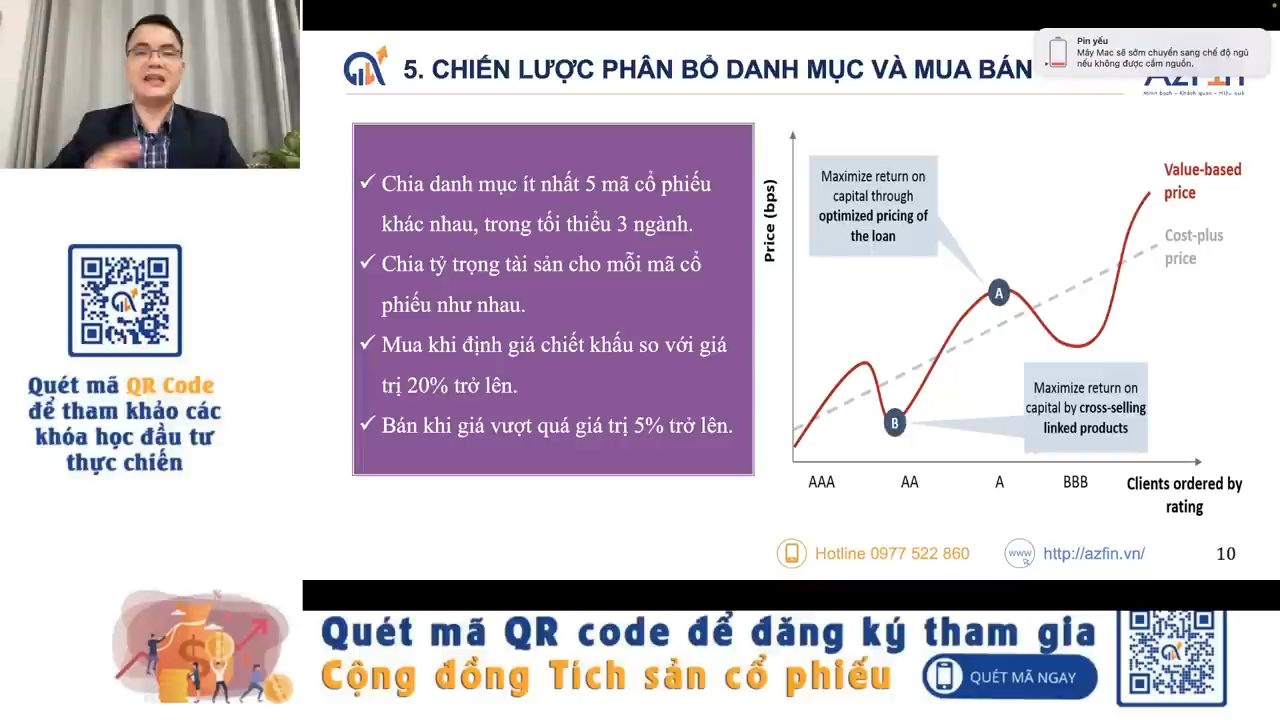 Pin yếu
Máy Mac sẽ sớm chuyển sang chế độ ngủ
nếu không được cắm nguồn.
5. CHIẾN LƯỢC PHÂN BỔ DANH MỤC VÀ MUA BÁN
Minh bạch - Khách quan - Hiệu quả
✓ Chia danh mục ít nhất 5 mã cổ phiếu
khác nhau, trong tối thiểu 3 ngành.
✓ Chia tỷ trọng tài sản cho mỗi mã cổ
phiếu như nhau.
✓ Mua khi định giá chiết khấu so với giá
trị 20% trở lên.
✓ Bán khi giá vượt quá giá trị 5% trở lên.
Price (bps)
Maximize return on
capital through
optimized pricing of
the loan
Value-based
price
Cost-plus
price
A
B
Maximize return on
capital by cross-selling
linked products
AAA AA A BBB
Clients ordered by
rating
Quét mã QR Code
để tham khảo các
khóa học đầu tư
thực chiến
Hotline 0977 522 860
www
http://azfin.vn/
10
Quét mã QR code để đăng ký tham gia
Cộng đồng Tích sản cổ phiếu
QUÉT MÃ NGAY